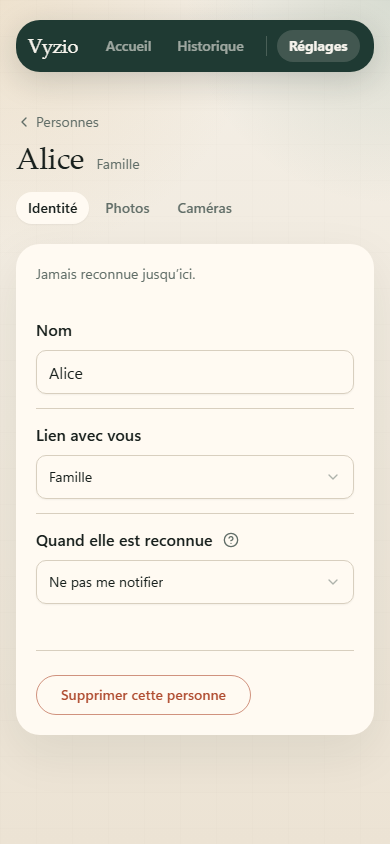 Vyzio Accueil Historique Réglages
Personnes
Alice Famille
Identité Photos Caméras
Jamais reconnue jusqu'ici.
Nom
Alice
Lien avec vous
Famille
Quand elle est reconnue ?
Ne pas me notifier
Supprimer cette personne